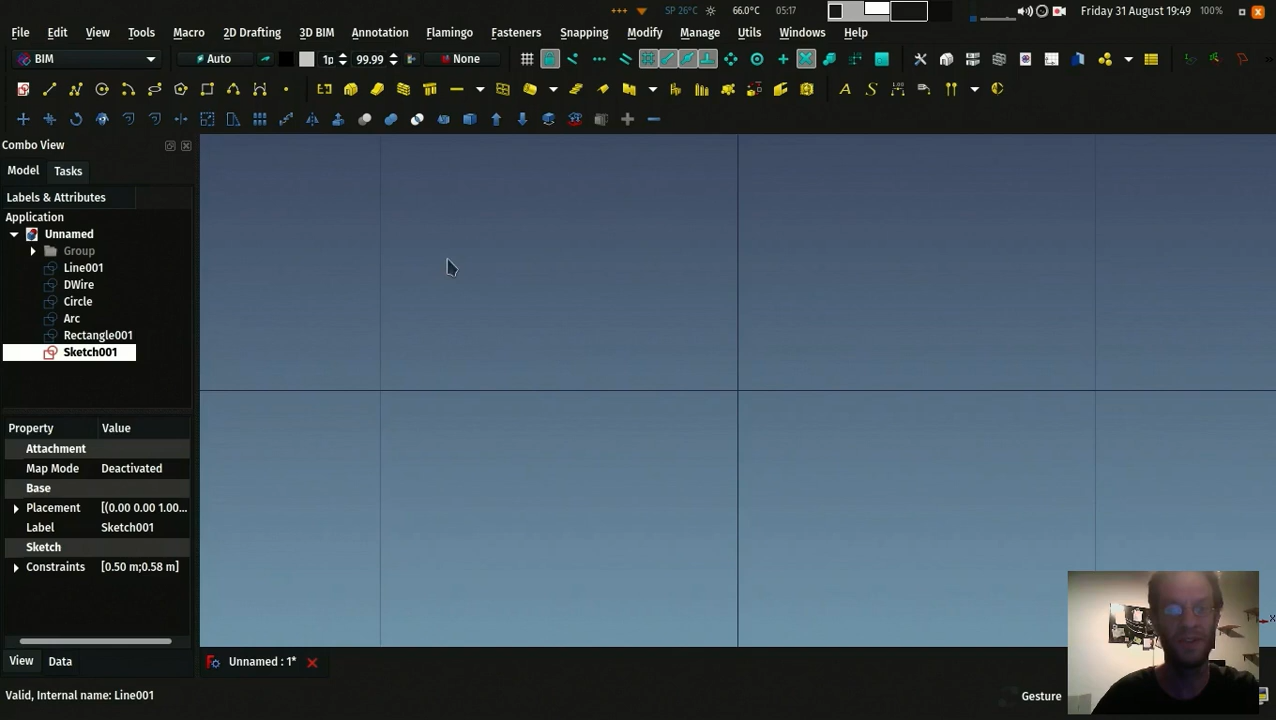 SP 26°C 66.0°C 05:17 Friday 31 August 19:49 100%
File Edit View Tools Macro 2D Drafting 3D BIM Annotation Flamingo Fasteners Snapping Modify Manage Utils Windows Help
BIM Auto 1p 99.99 None
Combo View
Model Tasks
Labels & Attributes
Application
Unnamed
Group
Line001
DWire
Circle
Arc
Rectangle001
Sketch001
Property Value
Attachment
Map Mode Deactivated
Base
Placement [(0.00 0.00 1.00...
Label Sketch001
Sketch
Constraints [0.50 m;0.58 m]
View Data
Unnamed : 1*
Valid, Internal name: Line001
Gesture
X